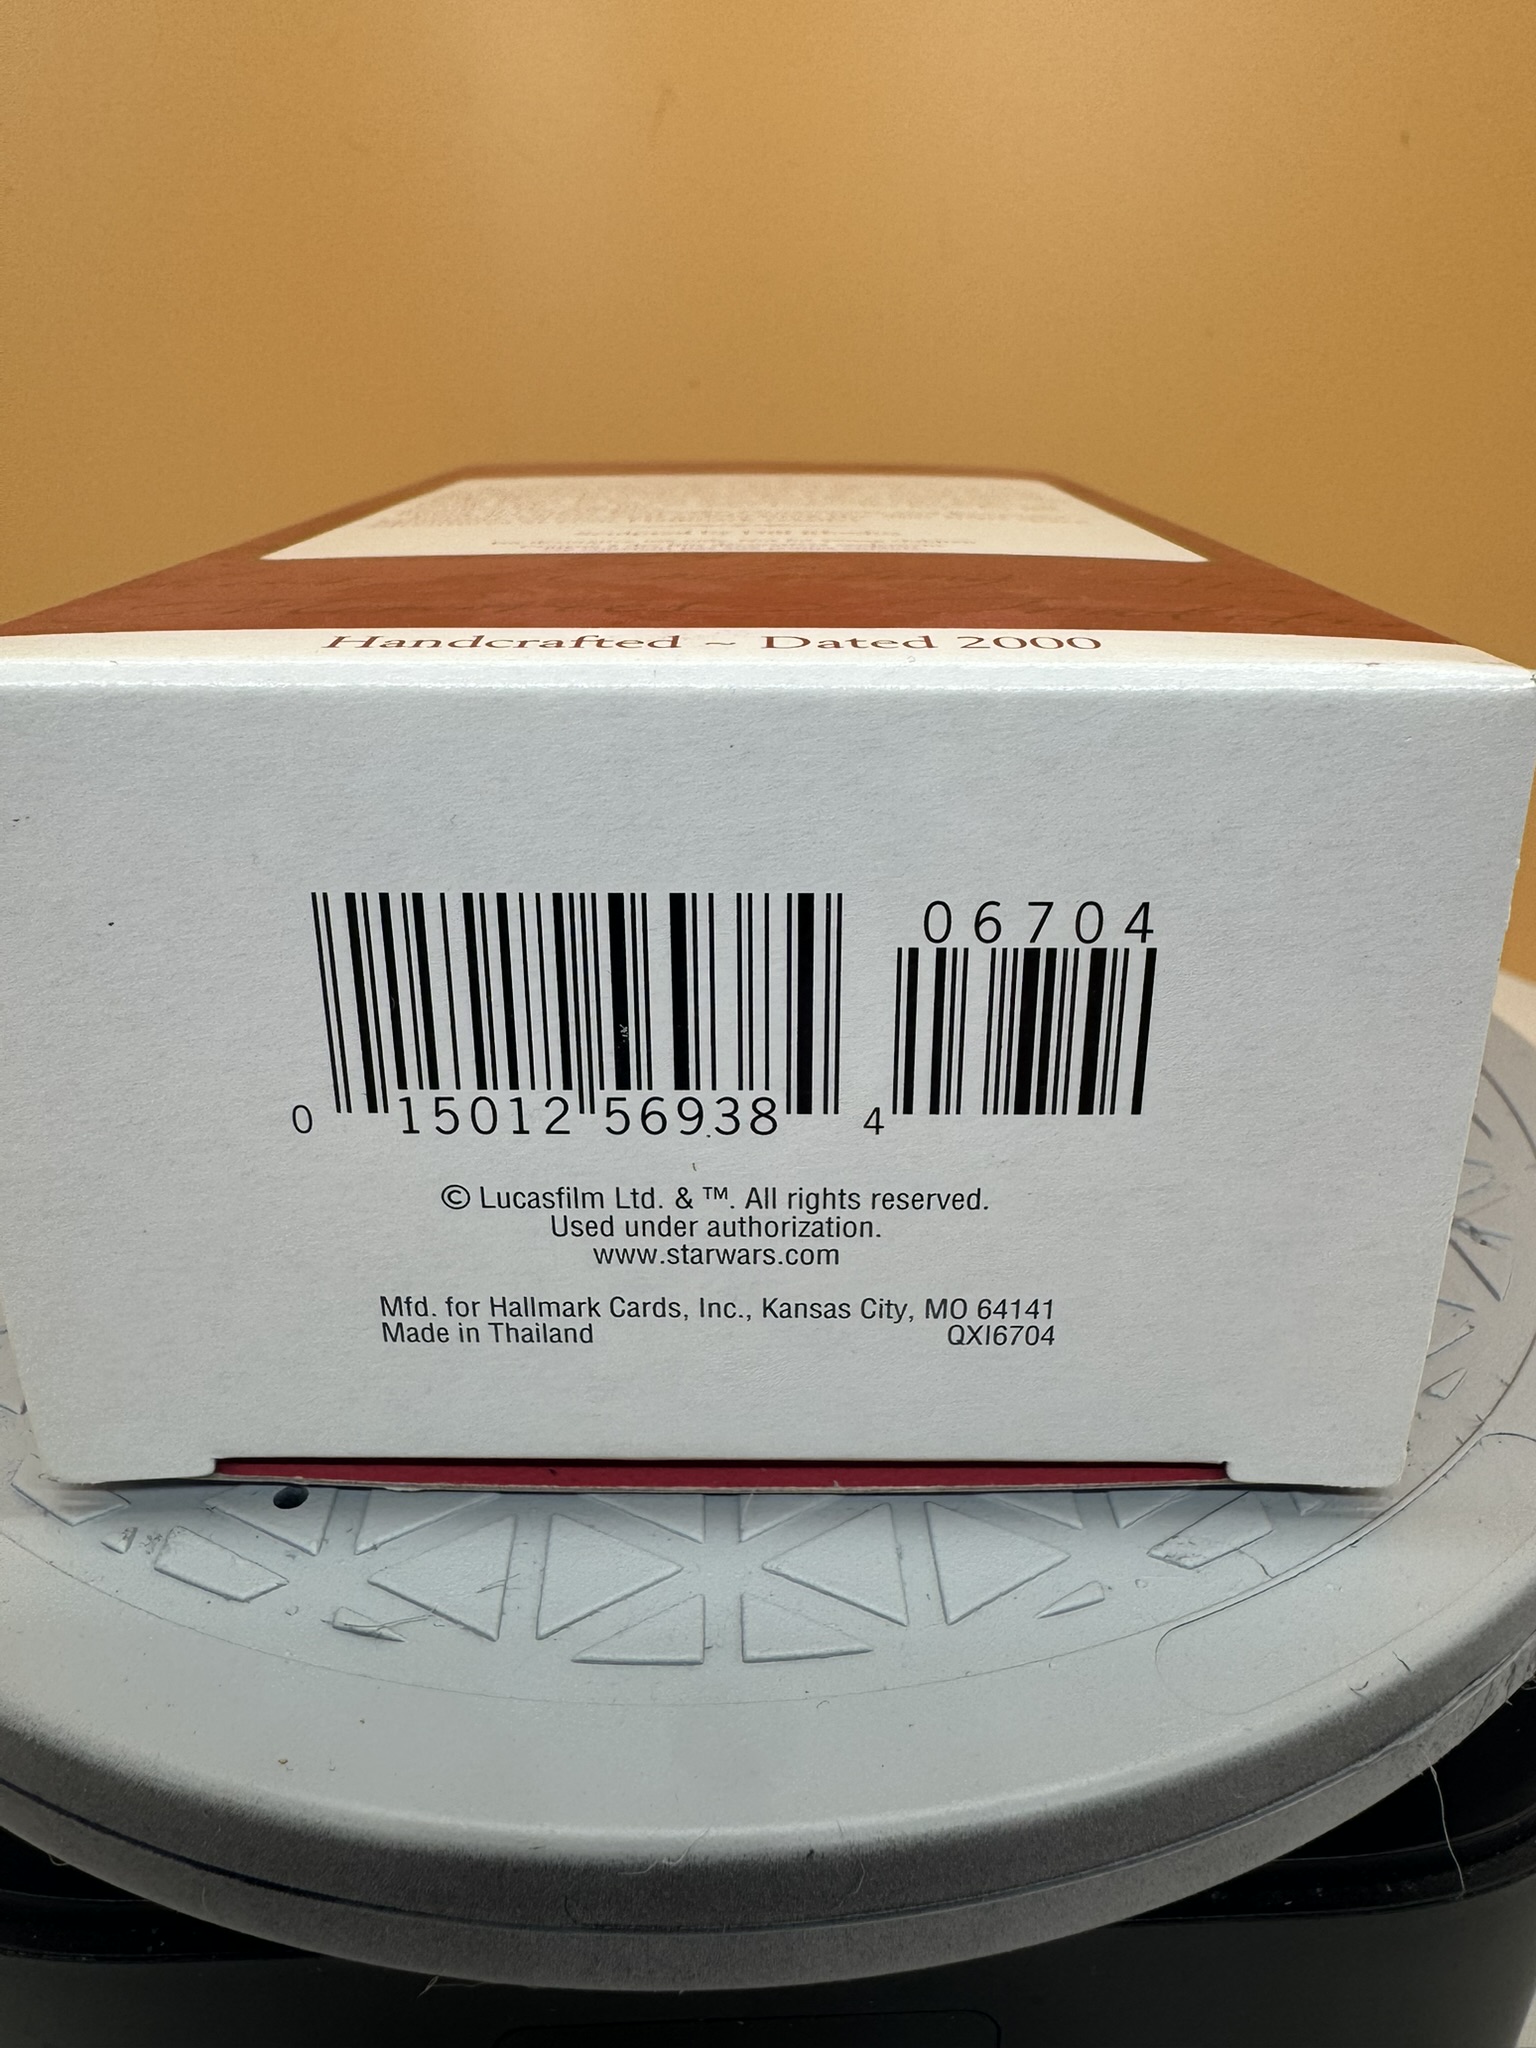 Handcrafted ~ Dated 2000
06704
0 15012 56938 4
© Lucasfilm Ltd. & ™. All rights reserved.
Used under authorization.
www.starwars.com
Mfd. for Hallmark Cards, Inc., Kansas City, MO 64141
Made in Thailand QXI6704